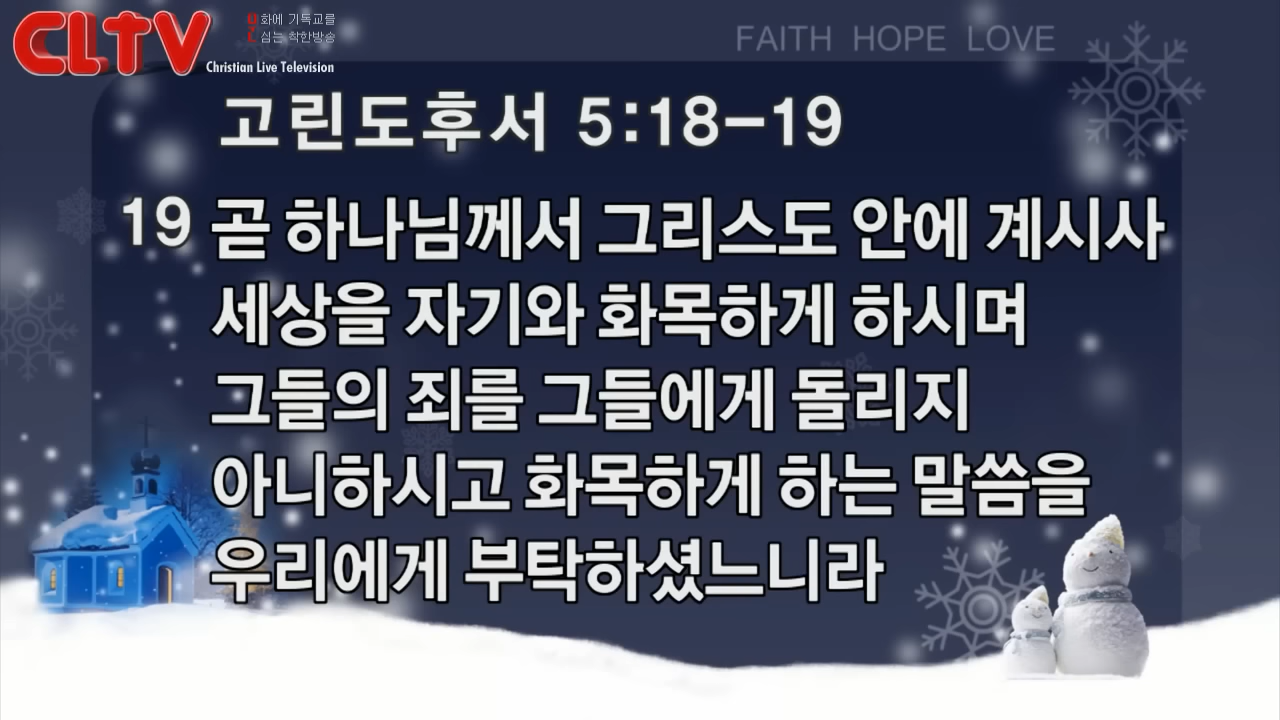 CLTV
화에 기독교를
심는 착한방송
Christian Live Television
FAITH HOPE LOVE
고린도후서 5:18-19
19 곧 하나님께서 그리스도 안에 계시사
세상을 자기와 화목하게 하시며
그들의 죄를 그들에게 돌리지
아니하시고 화목하게 하는 말씀을
우리에게 부탁하셨느니라